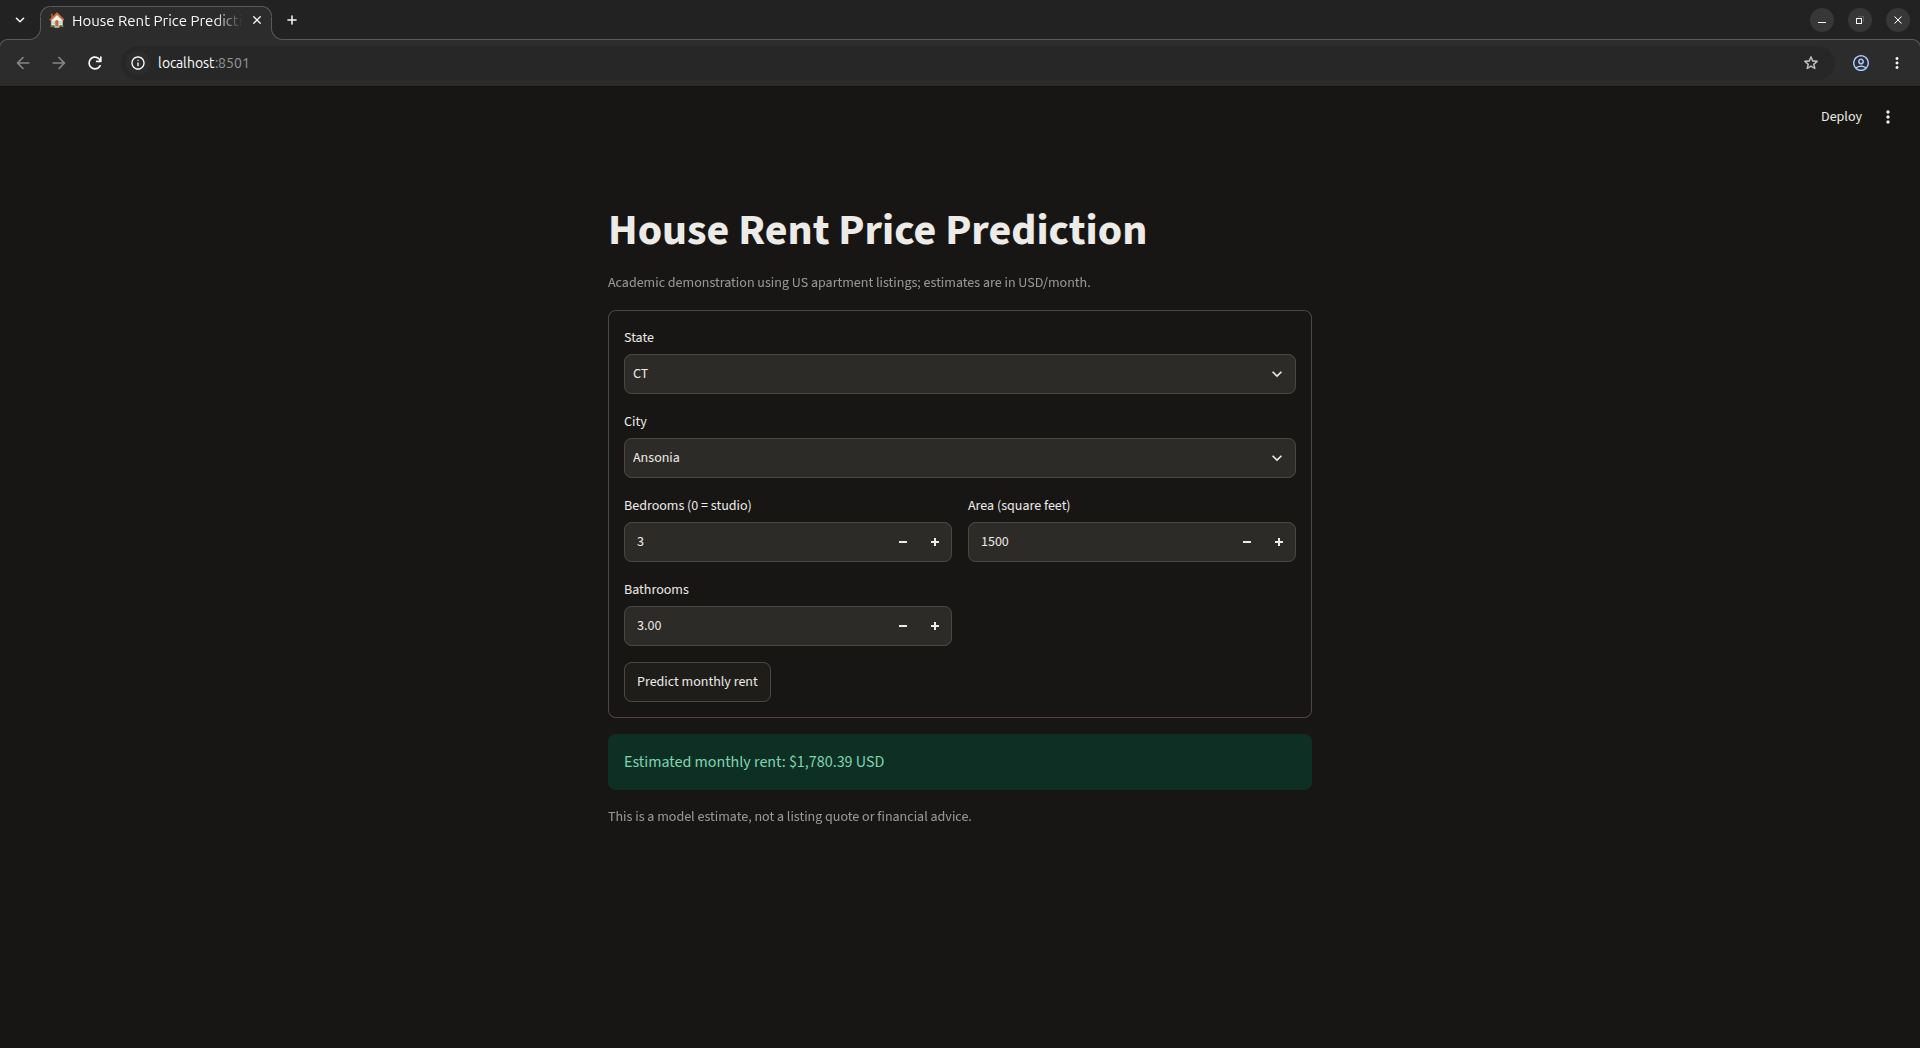 House Rent Price Predict
localhost:8501
Deploy
House Rent Price Prediction
Academic demonstration using US apartment listings; estimates are in USD/month.
State
CT
City
Ansonia
Bedrooms (0 = studio)
Area (square feet)
3
1500
Bathrooms
3.00
Predict monthly rent
Estimated monthly rent: $1,780.39 USD
This is a model estimate, not a listing quote or financial advice.